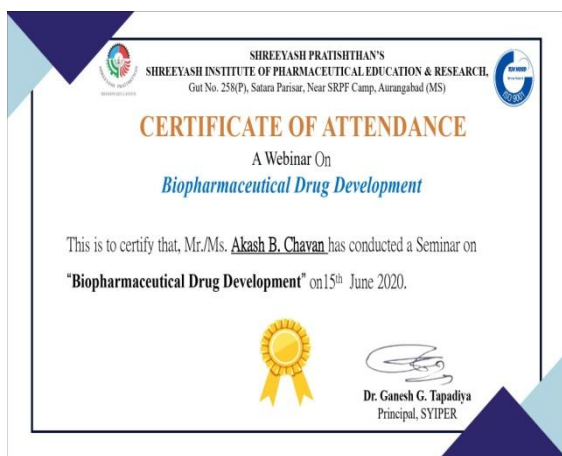 SHREEYASH PRATISHTHAN'S
SHREEYASH INSTITUTE OF PHARMACEUTICAL EDUCATION & RESEARCH,
Gut No. 258(P), Satara Parisar, Near SRPF Camp, Aurangabad (MS)
CERTIFICATE OF ATTENDANCE
A Webinar On
Biopharmaceutical Drug Development
This is to certify that, Mr./Ms. Akash B. Chavan has conducted a Seminar on
"Biopharmaceutical Drug Development" on15th June 2020.
Dr. Ganesh G. Tapadiya
Principal, SYIPER
ISO 9001